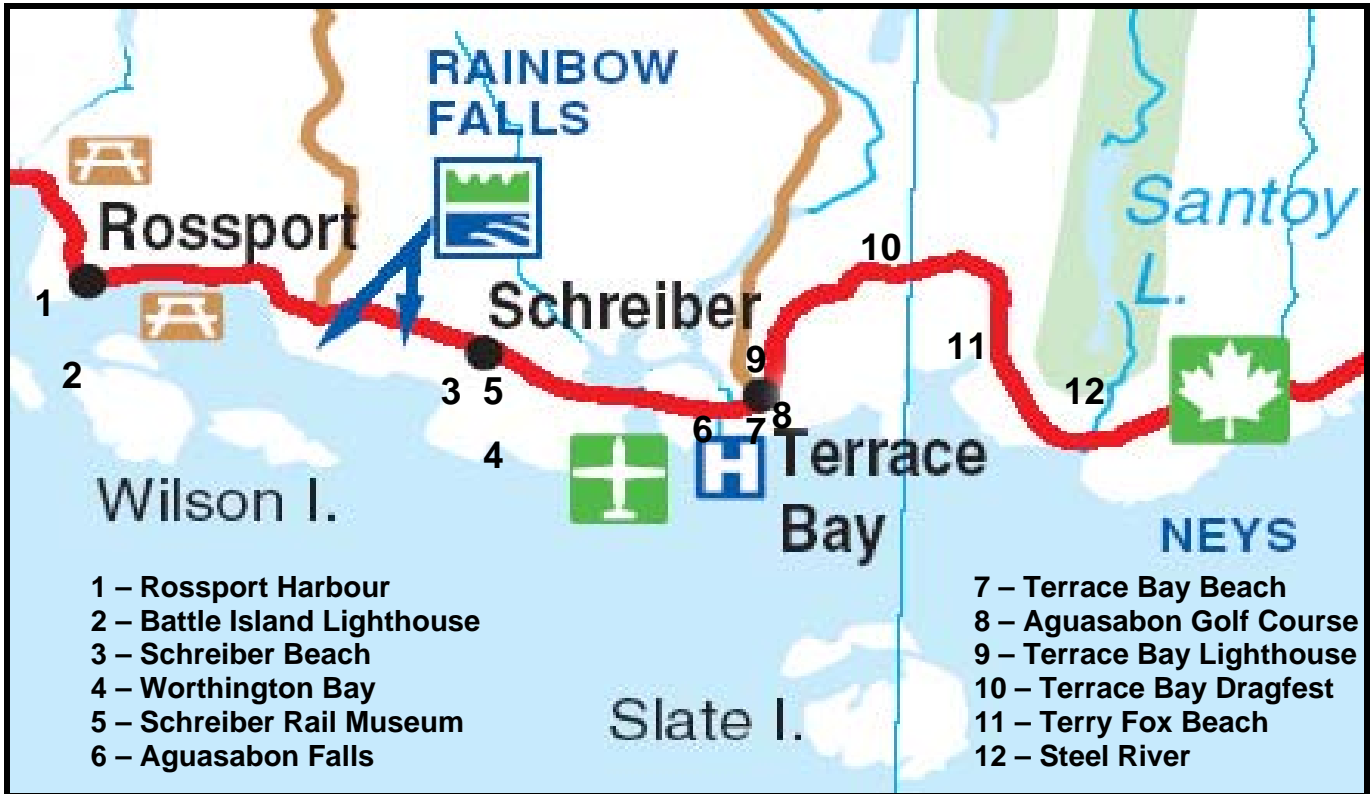 RAINBOW
FALLS
Rossport
Santoy
L.
10
1
Schreiber
2
9
11
3
5
12
8
6
7
4
H
Terrace
Bay
Wilson I.
NEYS
1 – Rossport Harbour
2 – Battle Island Lighthouse
3 – Schreiber Beach
4 – Worthington Bay
5 – Schreiber Rail Museum
6 – Aguasabon Falls
7 – Terrace Bay Beach
8 – Aguasabon Golf Course
9 – Terrace Bay Lighthouse
10 – Terrace Bay Dragfest
11 – Terry Fox Beach
12 – Steel River
Slate I.